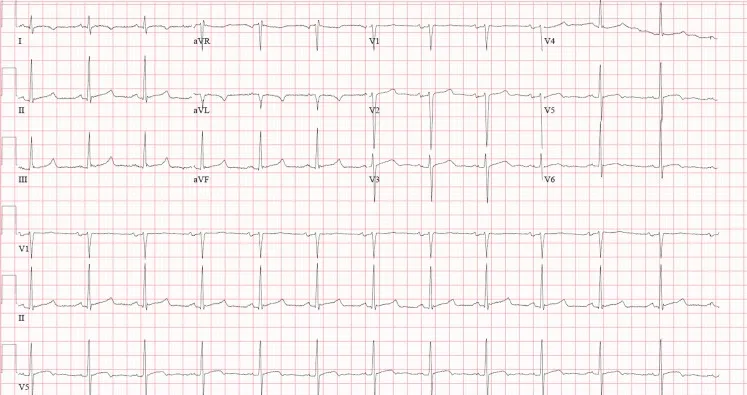 I aVR V1 V4
II aVL V2 V5
III aVF V3 V6
V1
II
V5